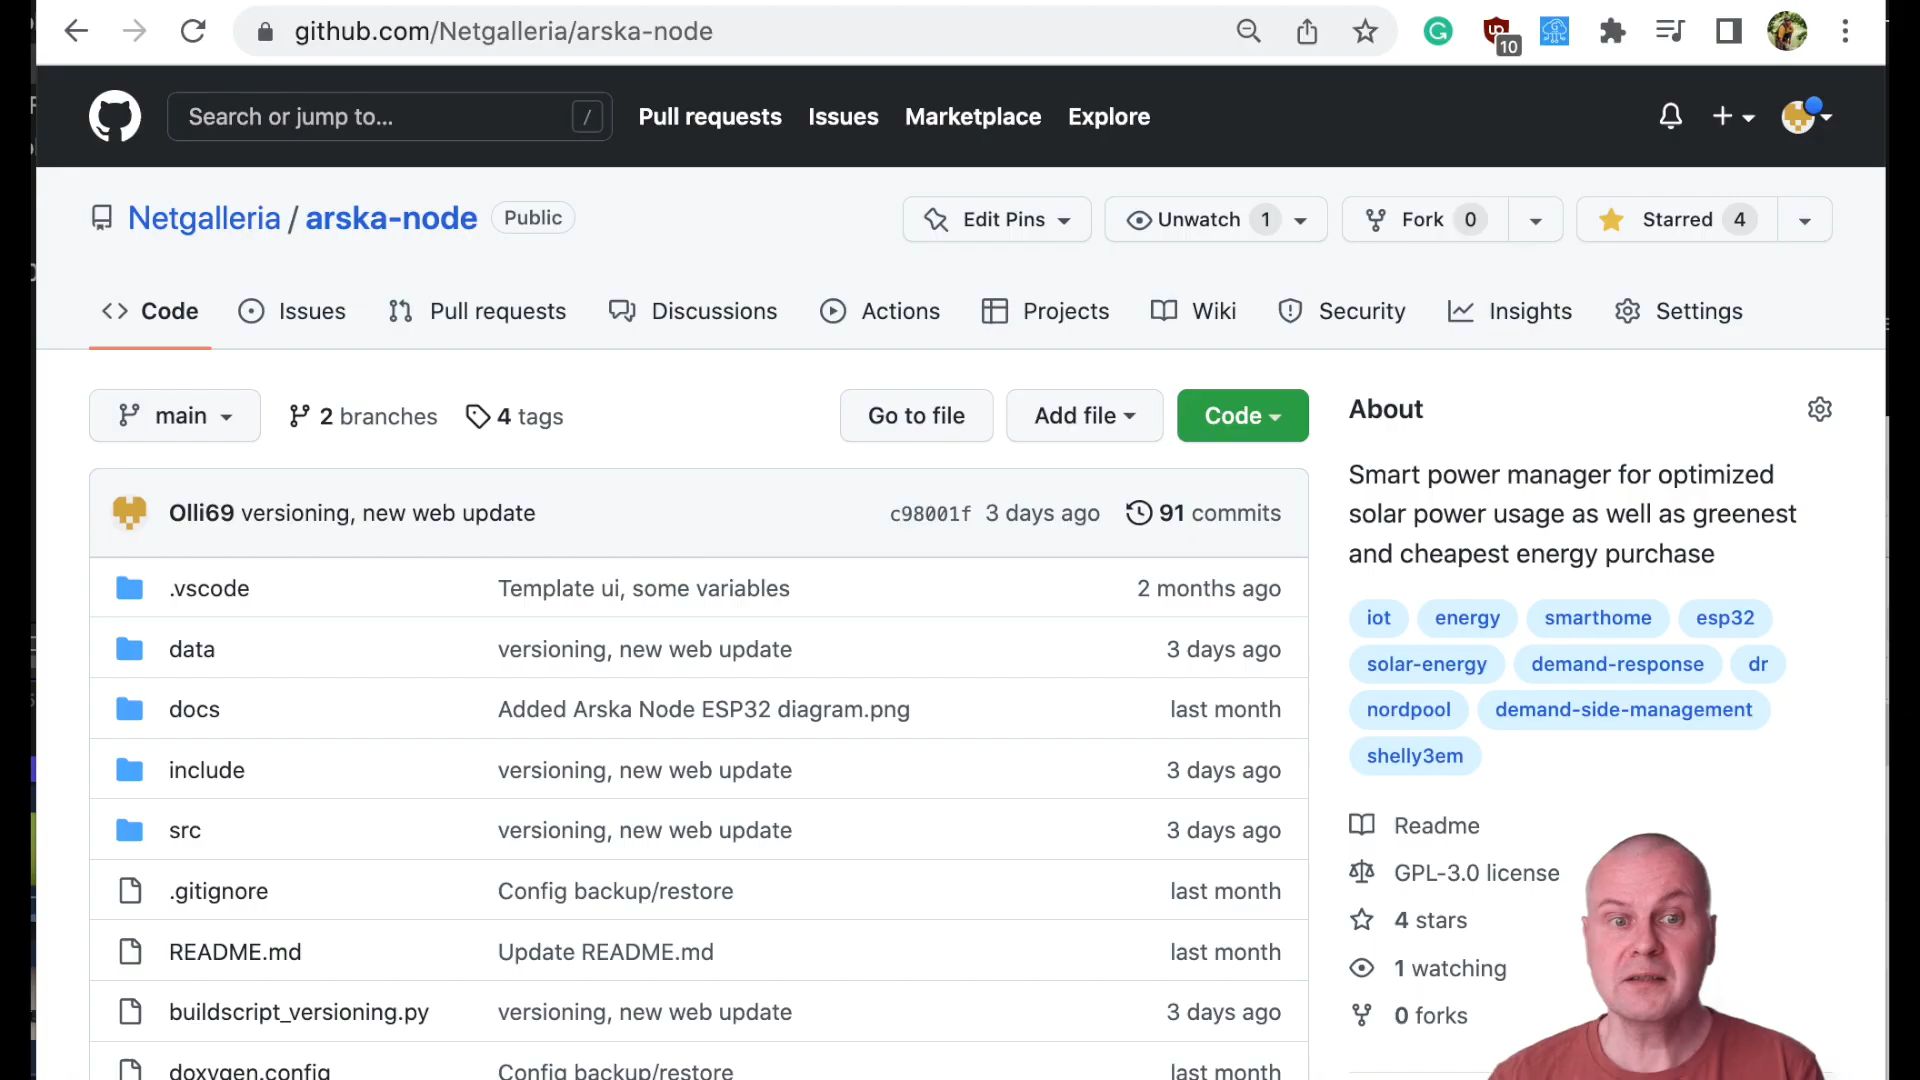 github.com/Netgalleria/arska-node
10
Search or jump to... /
Pull requests Issues Marketplace Explore
Netgalleria / arska-node Public
Edit Pins Unwatch 1 Fork 0 Starred 4
Code Issues Pull requests Discussions Actions Projects Wiki Security Insights Settings
main 2 branches 4 tags Go to file Add file Code
Olli69 versioning, new web update c98001f 3 days ago 91 commits
.vscode Template ui, some variables 2 months ago
data versioning, new web update 3 days ago
docs Added Arska Node ESP32 diagram.png last month
include versioning, new web update 3 days ago
src versioning, new web update 3 days ago
.gitignore Config backup/restore last month
README.md Update README.md last month
buildscript_versioning.py versioning, new web update 3 days ago
doxygen.config Config backup/restore last month
About
Smart power manager for optimized
solar power usage as well as greenest
and cheapest energy purchase
iot energy smarthome esp32
solar-energy demand-response dr
nordpool demand-side-management
shelly3em
Readme
GPL-3.0 license
4 stars
1 watching
0 forks